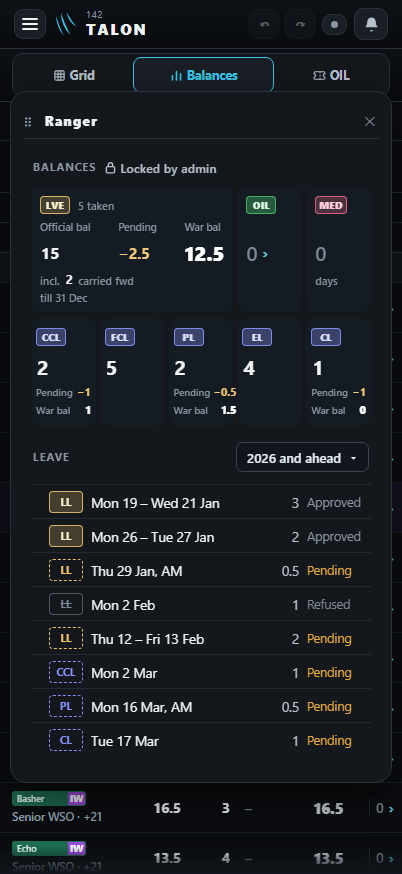 142
TALON
Grid
Balances
OIL
Ranger
BALANCES Locked by admin
LVE 5 taken
Official bal Pending War bal
15 −2.5 12.5
incl. 2 carried fwd
till 31 Dec
OIL
0 ›
MED
0
days
CCL
2
Pending −1
War bal 1
FCL
5
PL
2
Pending −0.5
War bal 1.5
EL
4
CL
1
Pending −1
War bal 0
LEAVE
2026 and ahead
LL Mon 19 – Wed 21 Jan 3 Approved
LL Mon 26 – Tue 27 Jan 2 Approved
LL Thu 29 Jan, AM 0.5 Pending
LL Mon 2 Feb 1 Refused
LL Thu 12 – Fri 13 Feb 2 Pending
CCL Mon 2 Mar 1 Pending
PL Mon 16 Mar, AM 0.5 Pending
CL Tue 17 Mar 1 Pending
Basher IW
Senior WSO · +21 16.5 3 – 16.5 0 ›
Echo IW
Senior WSO · +21 13.5 4 – 13.5 0 ›